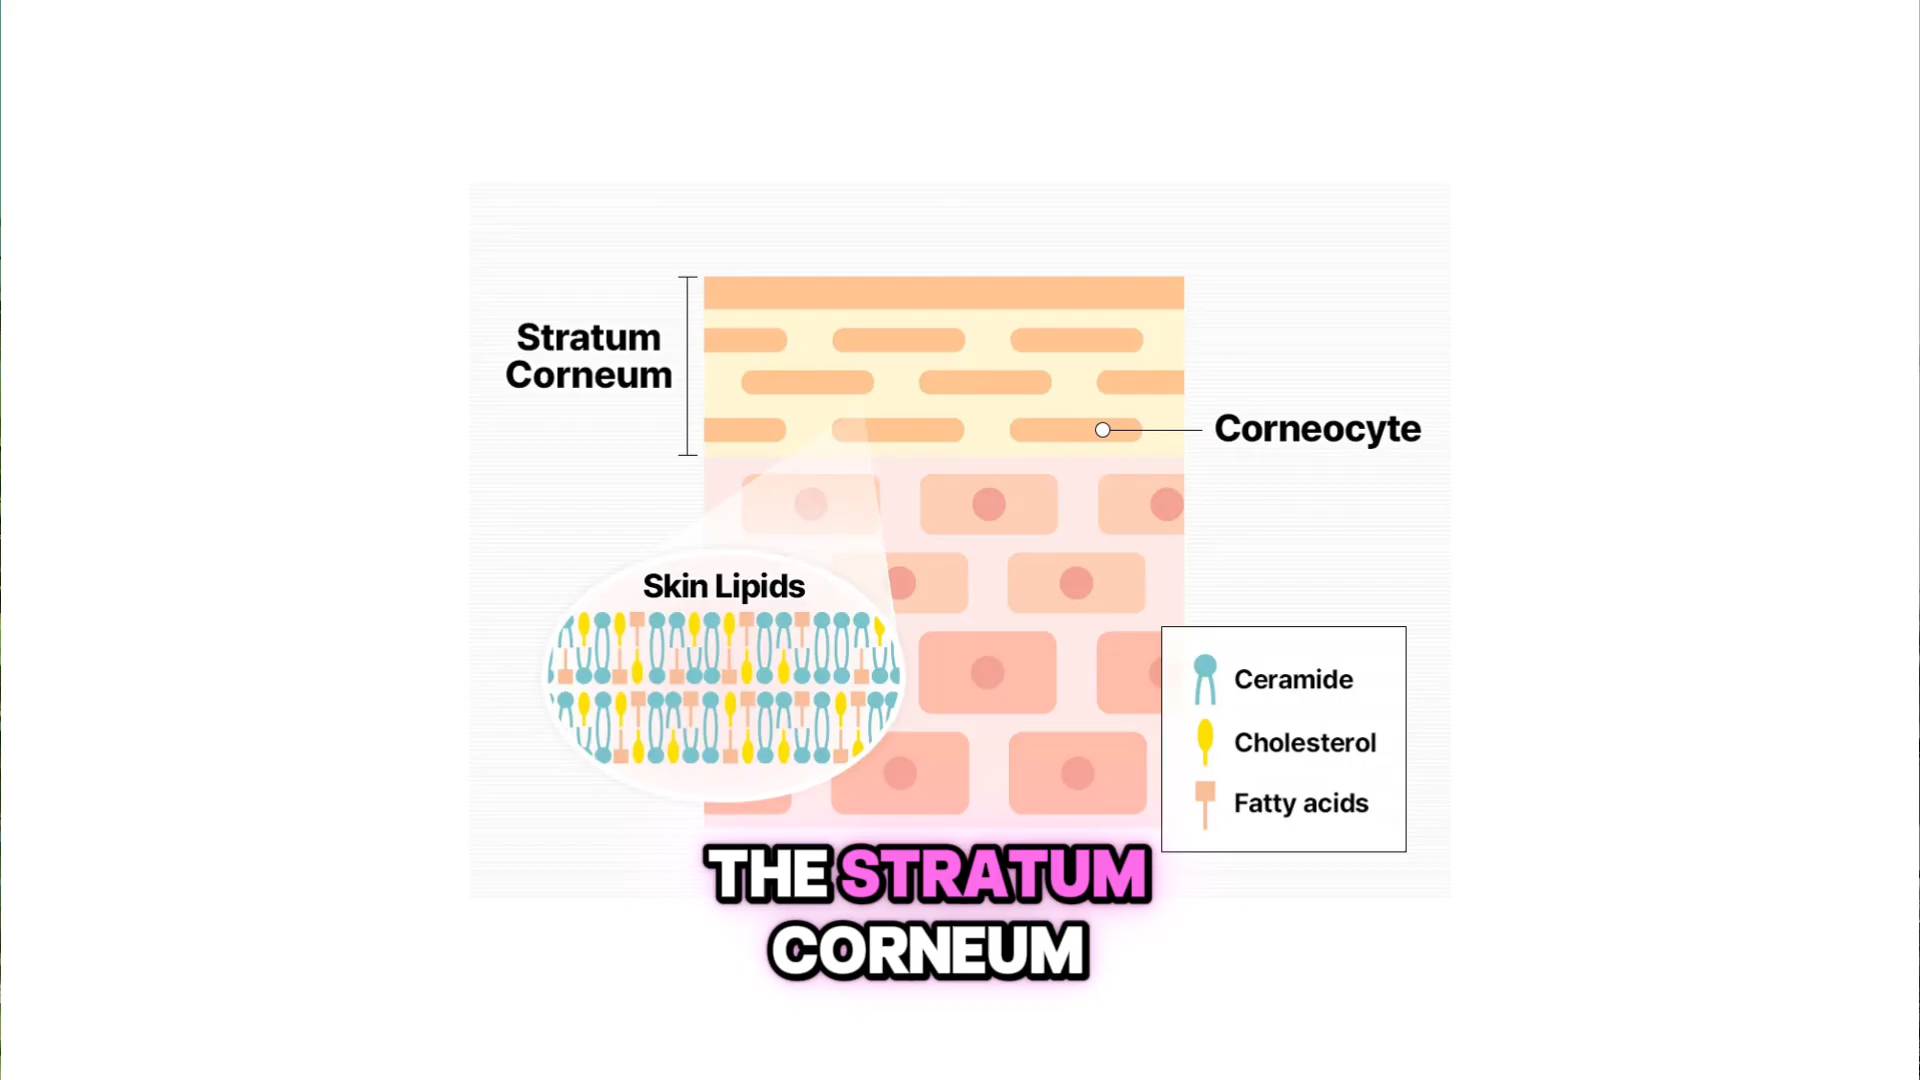 Stratum
Corneum
Corneocyte
Skin Lipids
Ceramide
Cholesterol
Fatty acids
THE STRATUM
CORNEUM